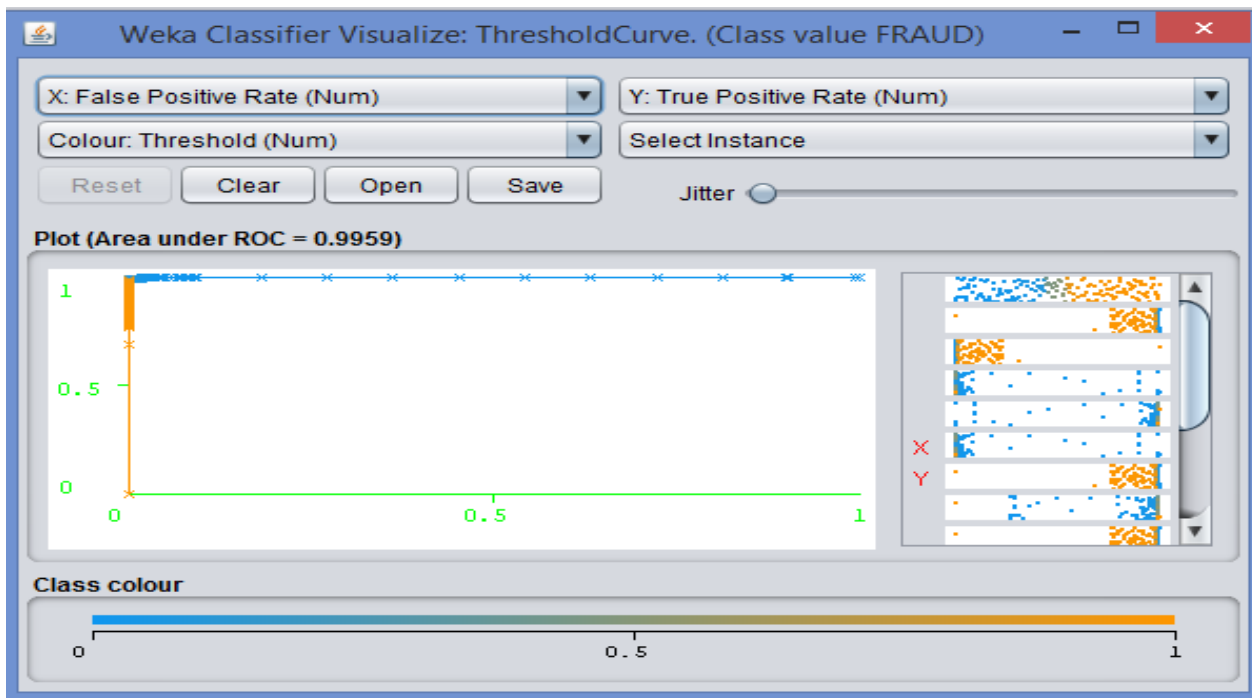 Weka Classifier Visualize: ThresholdCurve. (Class value FRAUD)
X: False Positive Rate (Num)
Y: True Positive Rate (Num)
Colour: Threshold (Num)
Select Instance
Reset
Clear
Open
Save
Jitter
Plot (Area under ROC = 0.9959)
1
0.5
0
0
0.5
1
X
Y
Class colour
0
0.5
1